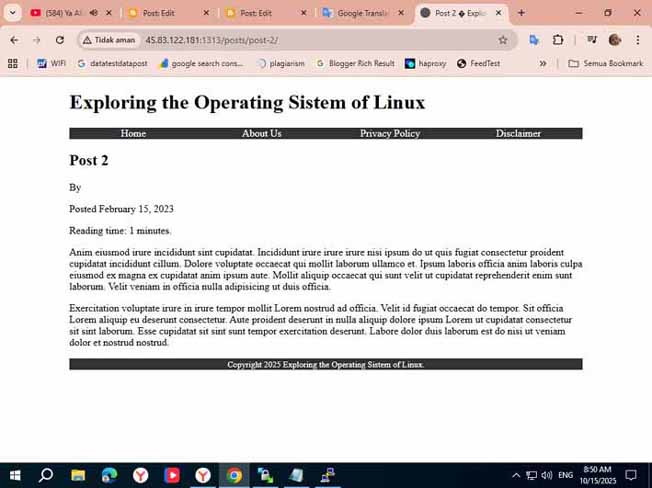 (584) Ya Al
Post: Edit
Post: Edit
Google Transl
Post 2 � Explo
Tidak aman
45.83.122.181:1313/posts/post-2/
WIFI
datatestdatapost
google search cons...
plagiarism
Blogger Rich Result
haproxy
FeedTest
»
Semua Bookmark
Exploring the Operating Sistem of Linux
Home About Us Privacy Policy Disclaimer
Post 2
By
Posted February 15, 2023
Reading time: 1 minutes.
Anim eiusmod irure incididunt sint cupidatat. Incididunt irure irure irure nisi ipsum do ut quis fugiat consectetur proident
cupidatat incididunt cillum. Dolore voluptate occaecat qui mollit laborum ullamco et. Ipsum laboris officia anim laboris culpa
eiusmod ex magna ex cupidatat anim ipsum aute. Mollit aliquip occaecat qui sunt velit ut cupidatat reprehenderit enim sunt
laborum. Velit veniam in officia nulla adipisicing ut duis officia.
Exercitation voluptate irure in irure tempor mollit Lorem nostrud ad officia. Velit id fugiat occaecat do tempor. Sit officia
Lorem aliquip eu deserunt consectetur. Aute proident deserunt in nulla aliquip dolore ipsum Lorem ut cupidatat consectetur
sit sint laborum. Esse cupidatat sit sint sunt tempor exercitation deserunt. Labore dolor duis laborum est do nisi ut veniam
dolor et nostrud nostrud.
Copyright 2025 Exploring the Operating Sistem of Linux.
ENG
8:50 AM
10/15/2025